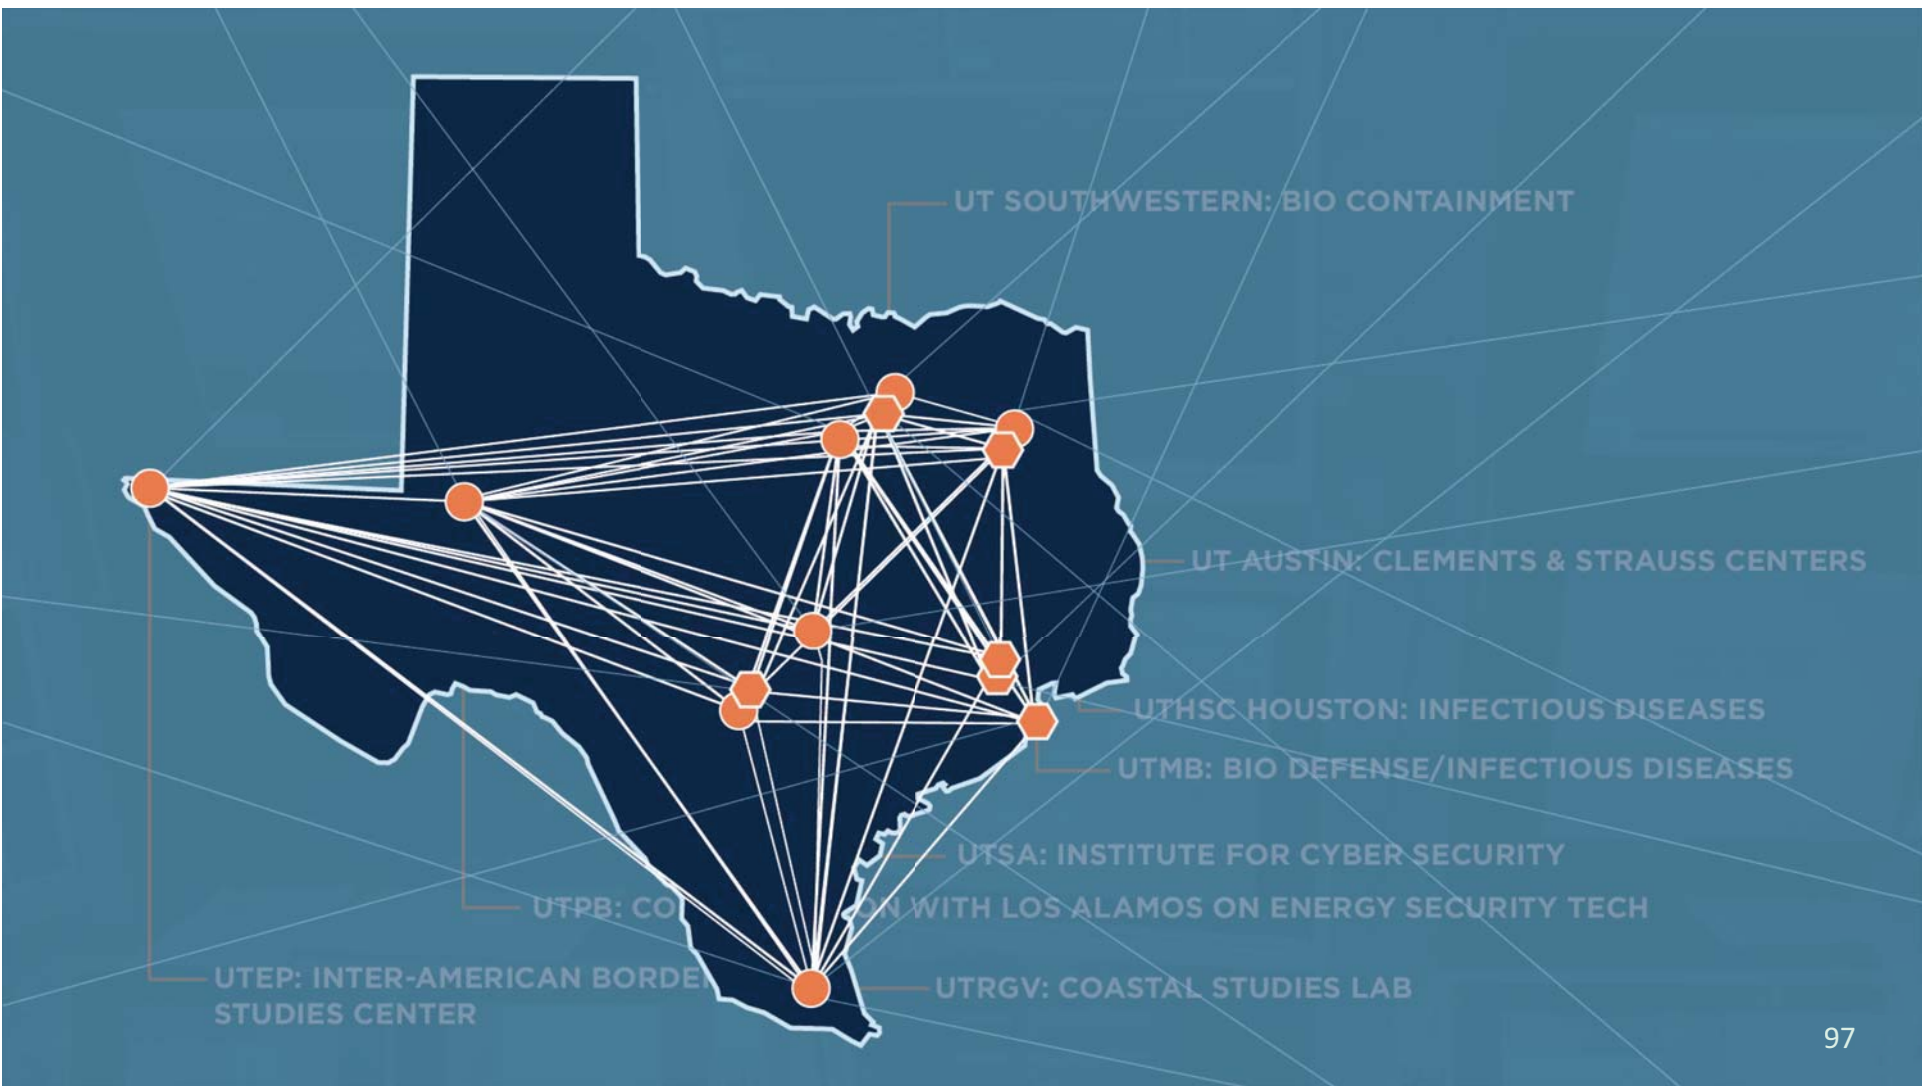 UT SOUTHWESTERN: BIO CONTAINMENT
UT AUSTIN: CLEMENTS & STRAUSS CENTERS
UTHSC HOUSTON: INFECTIOUS DISEASES
UTMB: BIO DEFENSE/INFECTIOUS DISEASES
UTSA: INSTITUTE FOR CYBER SECURITY
UTPB: CO ON WITH LOS ALAMOS ON ENERGY SECURITY TECH
UTEP: INTER-AMERICAN BORDE
STUDIES CENTER
UTRGV: COASTAL STUDIES LAB
97